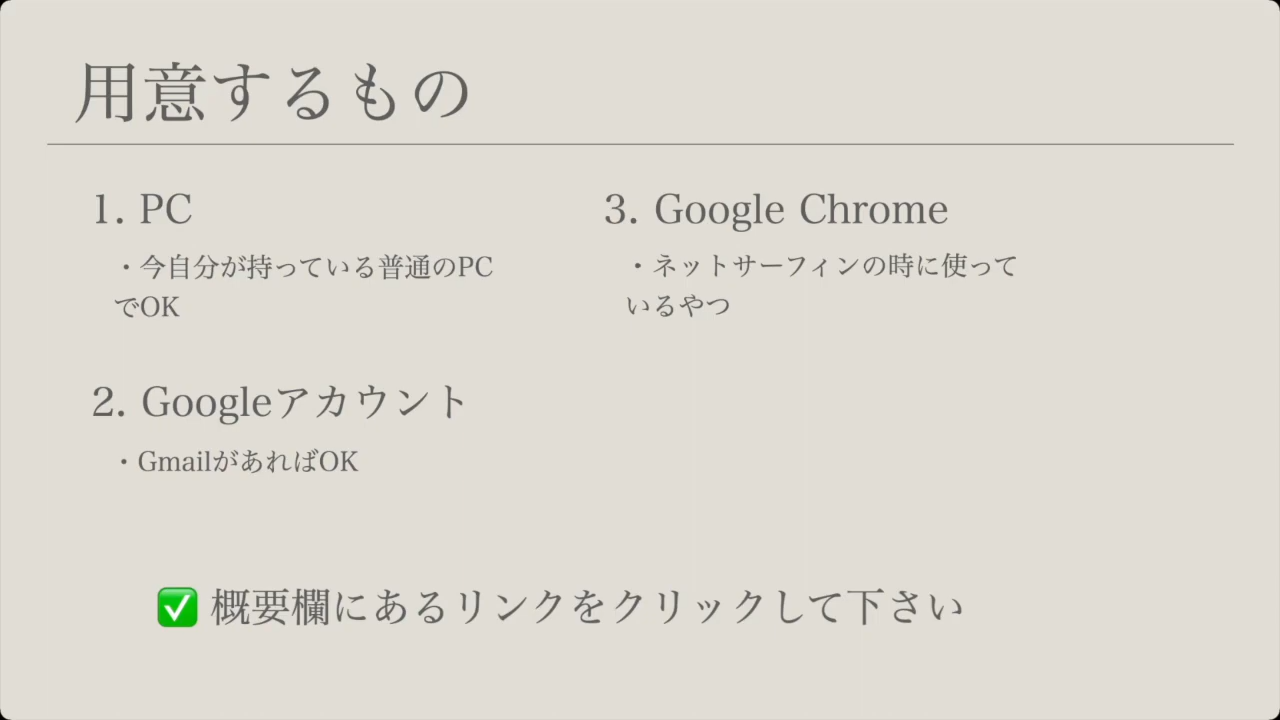 用意するもの
1. PC
・今自分が持っている普通のPC
でOK
2. Googleアカウント
・GmailがあればOK
3. Google Chrome
・ネットサーフィンの時に使って
いるやつ
✅ 概要欄にあるリンクをクリックして下さい